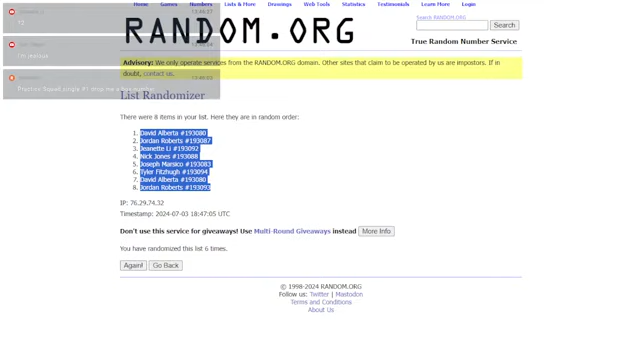 Home Games Numbers Lists & More Drawings Web Tools Statistics Testimonials Learn More Login
RANDOM.ORG
Search RANDOM.ORG
Search
True Random Number Service
I'm jealous
Advisory: We only operate services from the RANDOM.ORG domain. Other sites that claim to be operated by us are impostors. If in
doubt, contact us.
List Randomizer
There were 8 items in your list. Here they are in random order:
1. David Alberta #193080
2. Jordan Roberts #193087
3. Jeanette Li #193092
4. Nick Jones #193088
5. Joseph Marsico #193083
6. Tyler Fitzhugh #193094
7. David Alberta #193080
8. Jordan Roberts #193093
IP: 76.29.74.32
Timestamp: 2024-07-03 18:47:05 UTC
Don't use this service for giveaways! Use Multi-Round Giveaways instead More Info
You have randomized this list 6 times.
Again! Go Back
© 1998-2024 RANDOM.ORG
Follow us: Twitter | Mastodon
Terms and Conditions
About Us